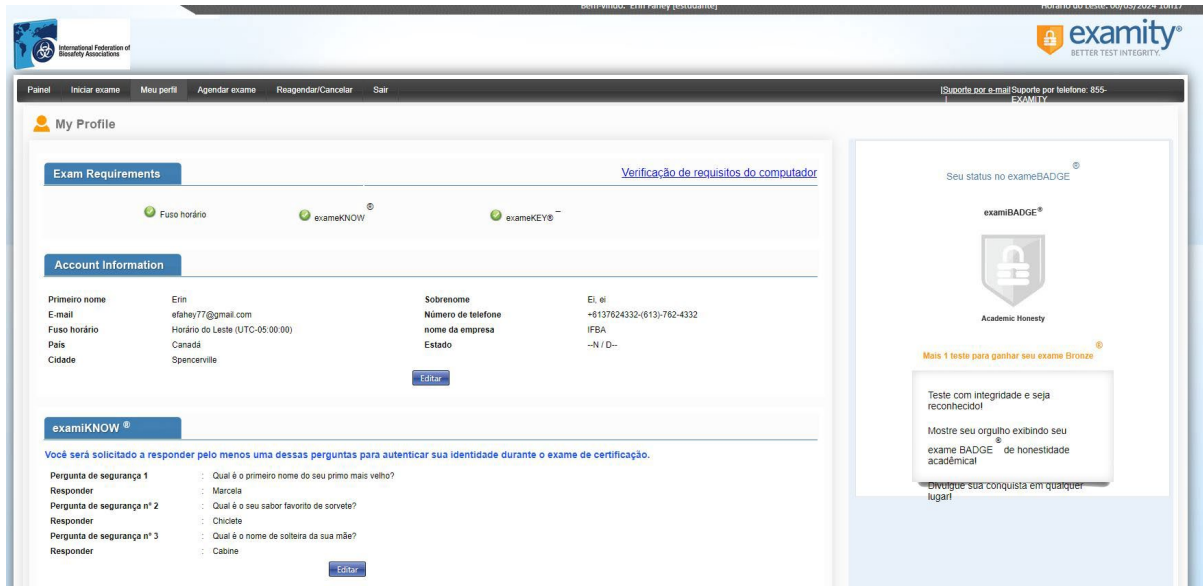 Bem-vindo: Erin Fahey [estudante]
Horário do Leste: 06/03/2024 10h17
International Federation of
Biosafety Associations
examity®
BETTER TEST INTEGRITY.™
Painel Iniciar exame Meu perfil Agendar exame Reagendar/Cancelar Sair
|Suporte por e-mail Suporte por telefone: 855-
| EXAMITY
My Profile
Exam Requirements
Verificação de requisitos do computador
Fuso horário exameKNOW ® exameKEY® –
Account Information
Primeiro nome Erin Sobrenome Ei, ei
E-mail efahey77@gmail.com Número de telefone +6137624332-(613)-762-4332
Fuso horário Horário do Leste (UTC-05:00:00) nome da empresa IFBA
País Canadá Estado --N / D--
Cidade Spencerville
Editar
examiKNOW ®
Você será solicitado a responder pelo menos uma dessas perguntas para autenticar sua identidade durante o exame de certificação.
Pergunta de segurança 1 : Qual é o primeiro nome do seu primo mais velho?
Responder : Marcela
Pergunta de segurança nº 2 : Qual é o seu sabor favorito de sorvete?
Responder : Chiclete
Pergunta de segurança nº 3 : Qual é o nome de solteira da sua mãe?
Responder : Cabine
Editar
Seu status no exameBADGE ®
examiBADGE®
Academic Honesty
Mais 1 teste para ganhar seu exame Bronze ®
Teste com integridade e seja
reconhecido!
Mostre seu orgulho exibindo seu
exame BADGE ® de honestidade
acadêmica!
Divulgue sua conquista em qualquer
lugar!